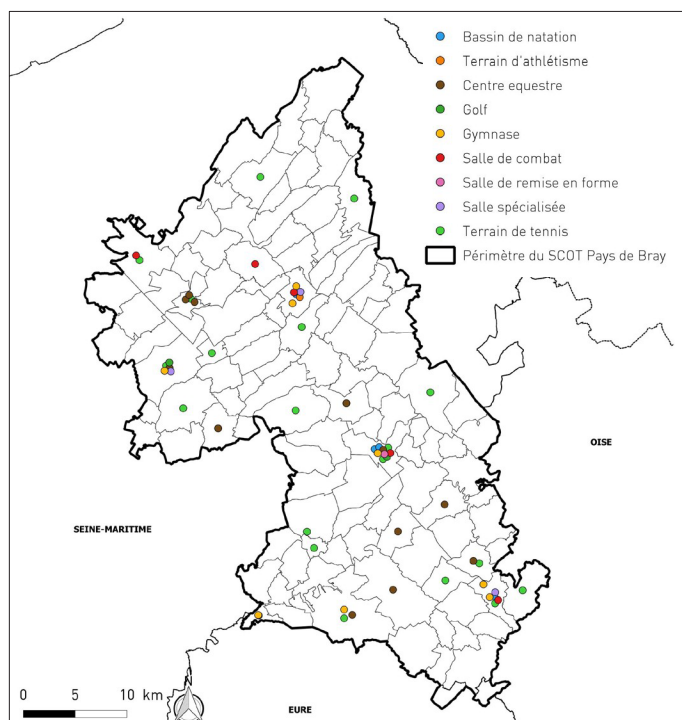 Bassin de natation
Terrain d'athlétisme
Centre equestre
Golf
Gymnase
Salle de combat
Salle de remise en forme
Salle spécialisée
Terrain de tennis
Périmètre du SCOT Pays de Bray
OISE
SEINE-MARITIME
0 5 10 km
EURE